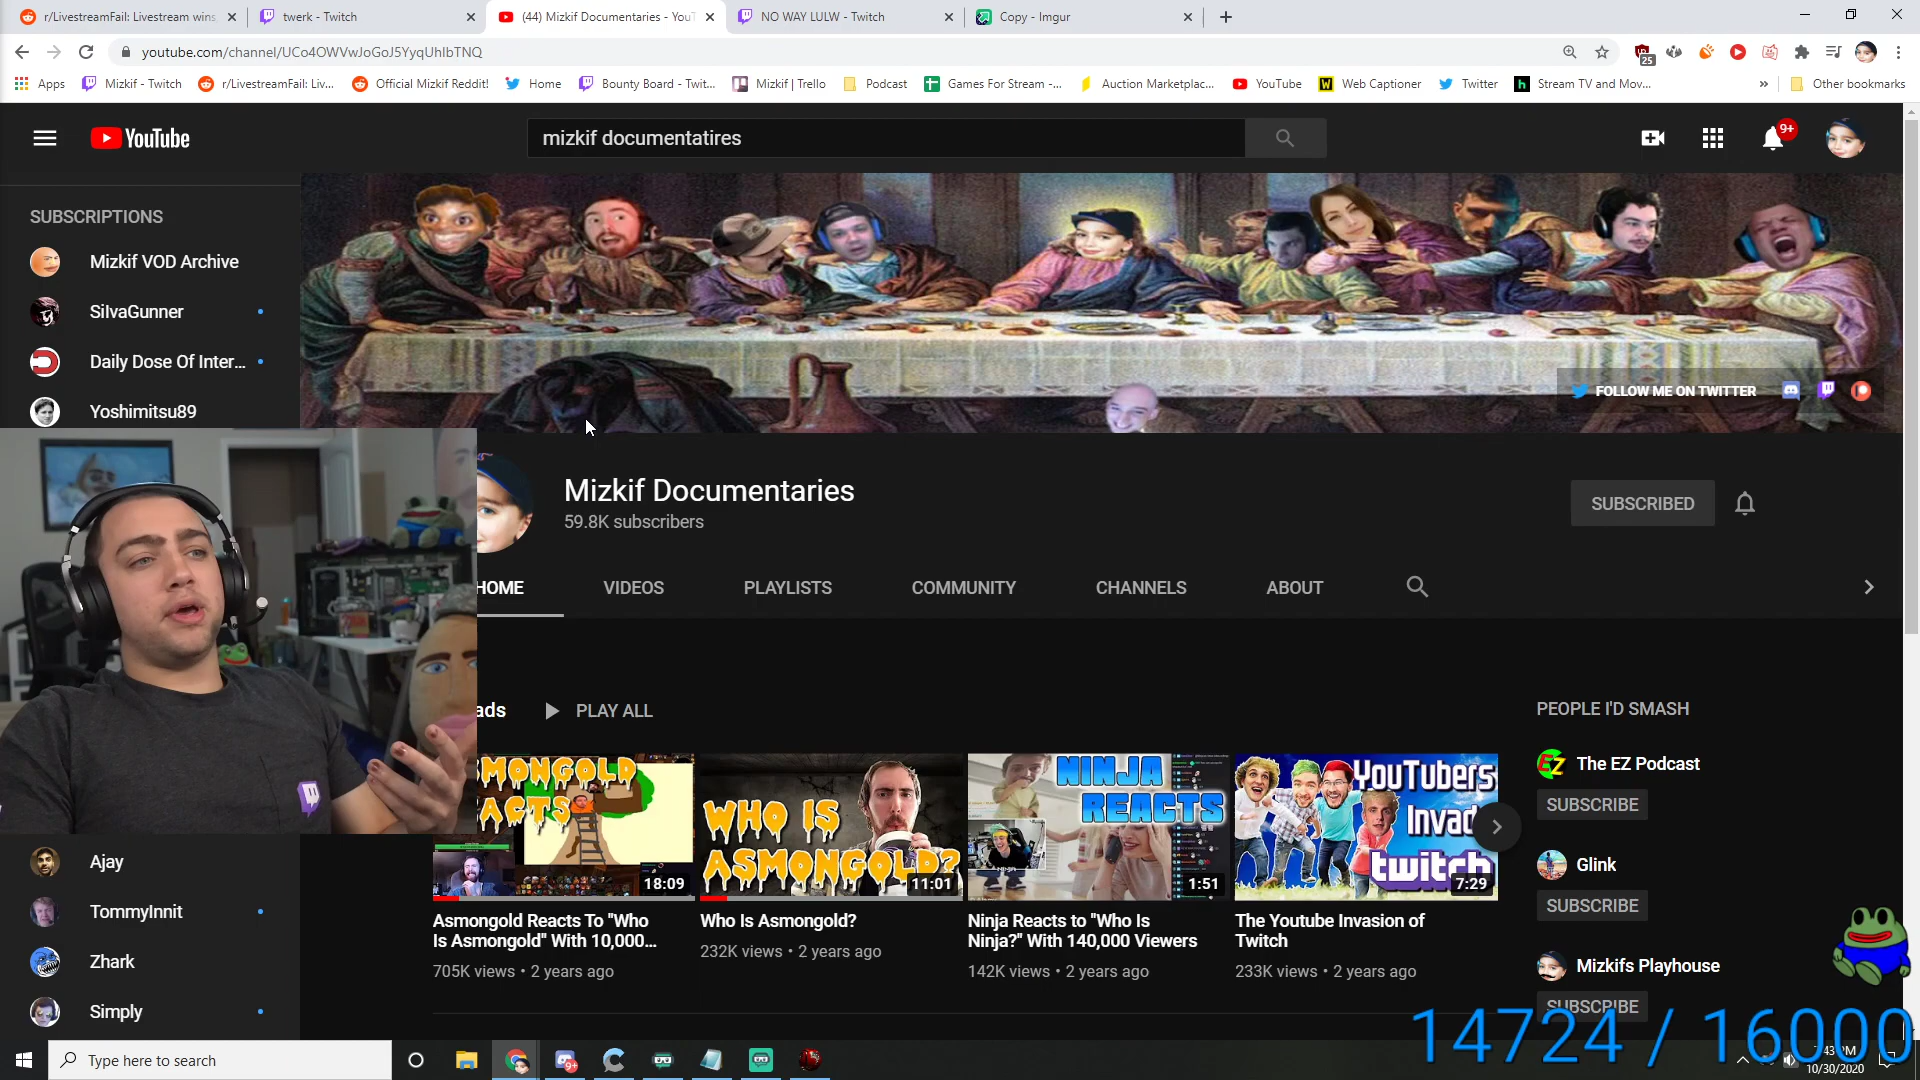 r/LivestreamFail: Livestream wins,
twerk - Twitch
(44) Mizkif Documentaries - YouT
NO WAY LULW - Twitch
Copy - Imgur
youtube.com/channel/UCo4OWVwJoGoJ5YyqUhIbTNQ
25
Apps
Mizkif - Twitch
r/LivestreamFail: Liv...
Official Mizkif Reddit!
Home
Bounty Board - Twit...
Mizkif | Trello
Podcast
Games For Stream -...
Auction Marketplac...
YouTube
Web Captioner
Twitter
Stream TV and Mov...
»
Other bookmarks
YouTube
mizkif documentatires
9+
SUBSCRIPTIONS
Mizkif VOD Archive
SilvaGunner
Daily Dose Of Inter...
Yoshimitsu89
FOLLOW ME ON TWITTER
Mizkif Documentaries
59.8K subscribers
SUBSCRIBED
HOME
VIDEOS
PLAYLISTS
COMMUNITY
CHANNELS
ABOUT
ads
PLAY ALL
PEOPLE I'D SMASH
The EZ Podcast
SUBSCRIBE
Glink
SUBSCRIBE
Mizkifs Playhouse
SUBSCRIBE
MONGOLD
ACTS
18:09
WHO IS
ASMONGOLD?
11:01
NINJA
REACTS
1:51
YouTubers
Invad
twitch
7:29
Asmongold Reacts To "Who
Is Asmongold" With 10,000...
705K views • 2 years ago
Who Is Asmongold?
232K views • 2 years ago
Ninja Reacts to "Who Is
Ninja?" With 140,000 Viewers
142K views • 2 years ago
The Youtube Invasion of
Twitch
233K views • 2 years ago
Ajay
TommyInnit
Zhark
Simply
14724 / 16000
Type here to search
10/30/2020